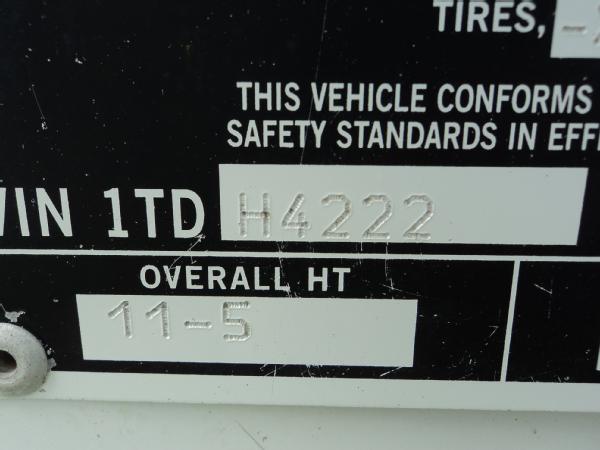 TIRES,
THIS VEHICLE CONFORMS
SAFETY STANDARDS IN EFF
VIN 1TD H4222
OVERALL HT
11-5